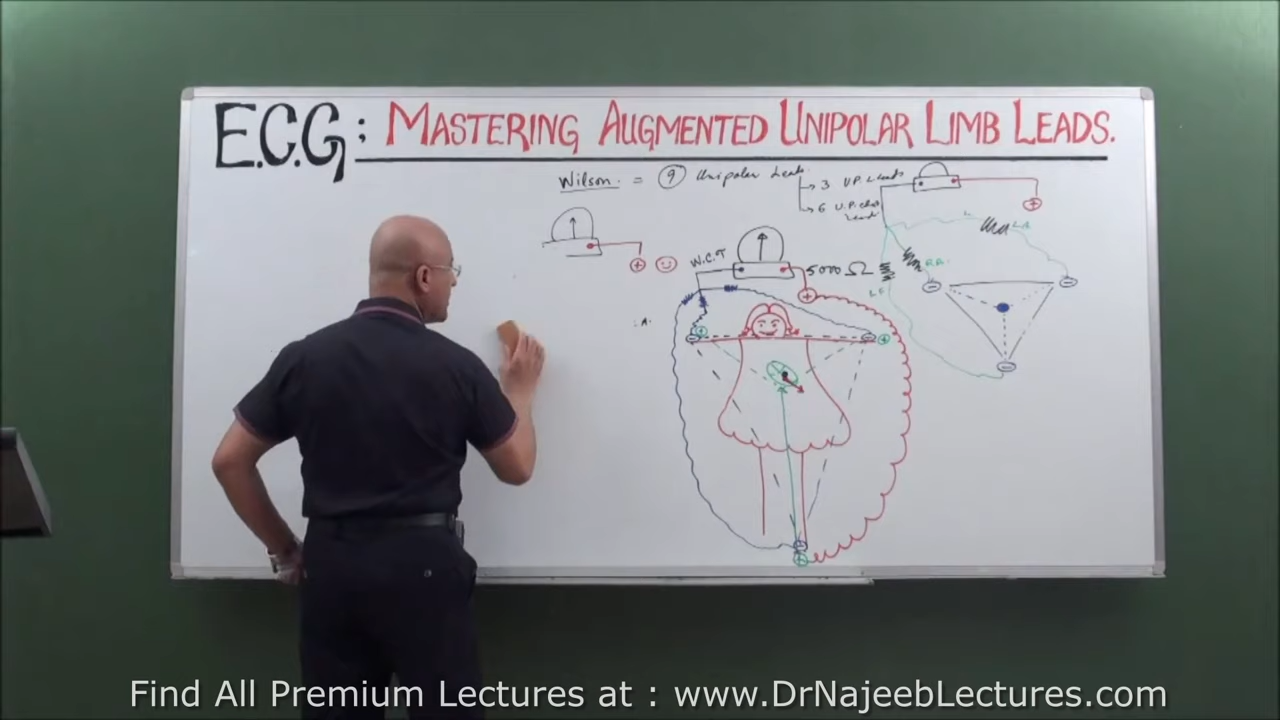 E.C.G: MASTERING AUGMENTED UNIPOLAR LIMB LEADS.
Wilson. = 9 Unipolar Leads.
3 U.P. Leads
6 U.P. Chest Leads
W.C.T
5000 Ω
L
LA
RA
LF
A.
Find All Premium Lectures at : www.DrNajeebLectures.com